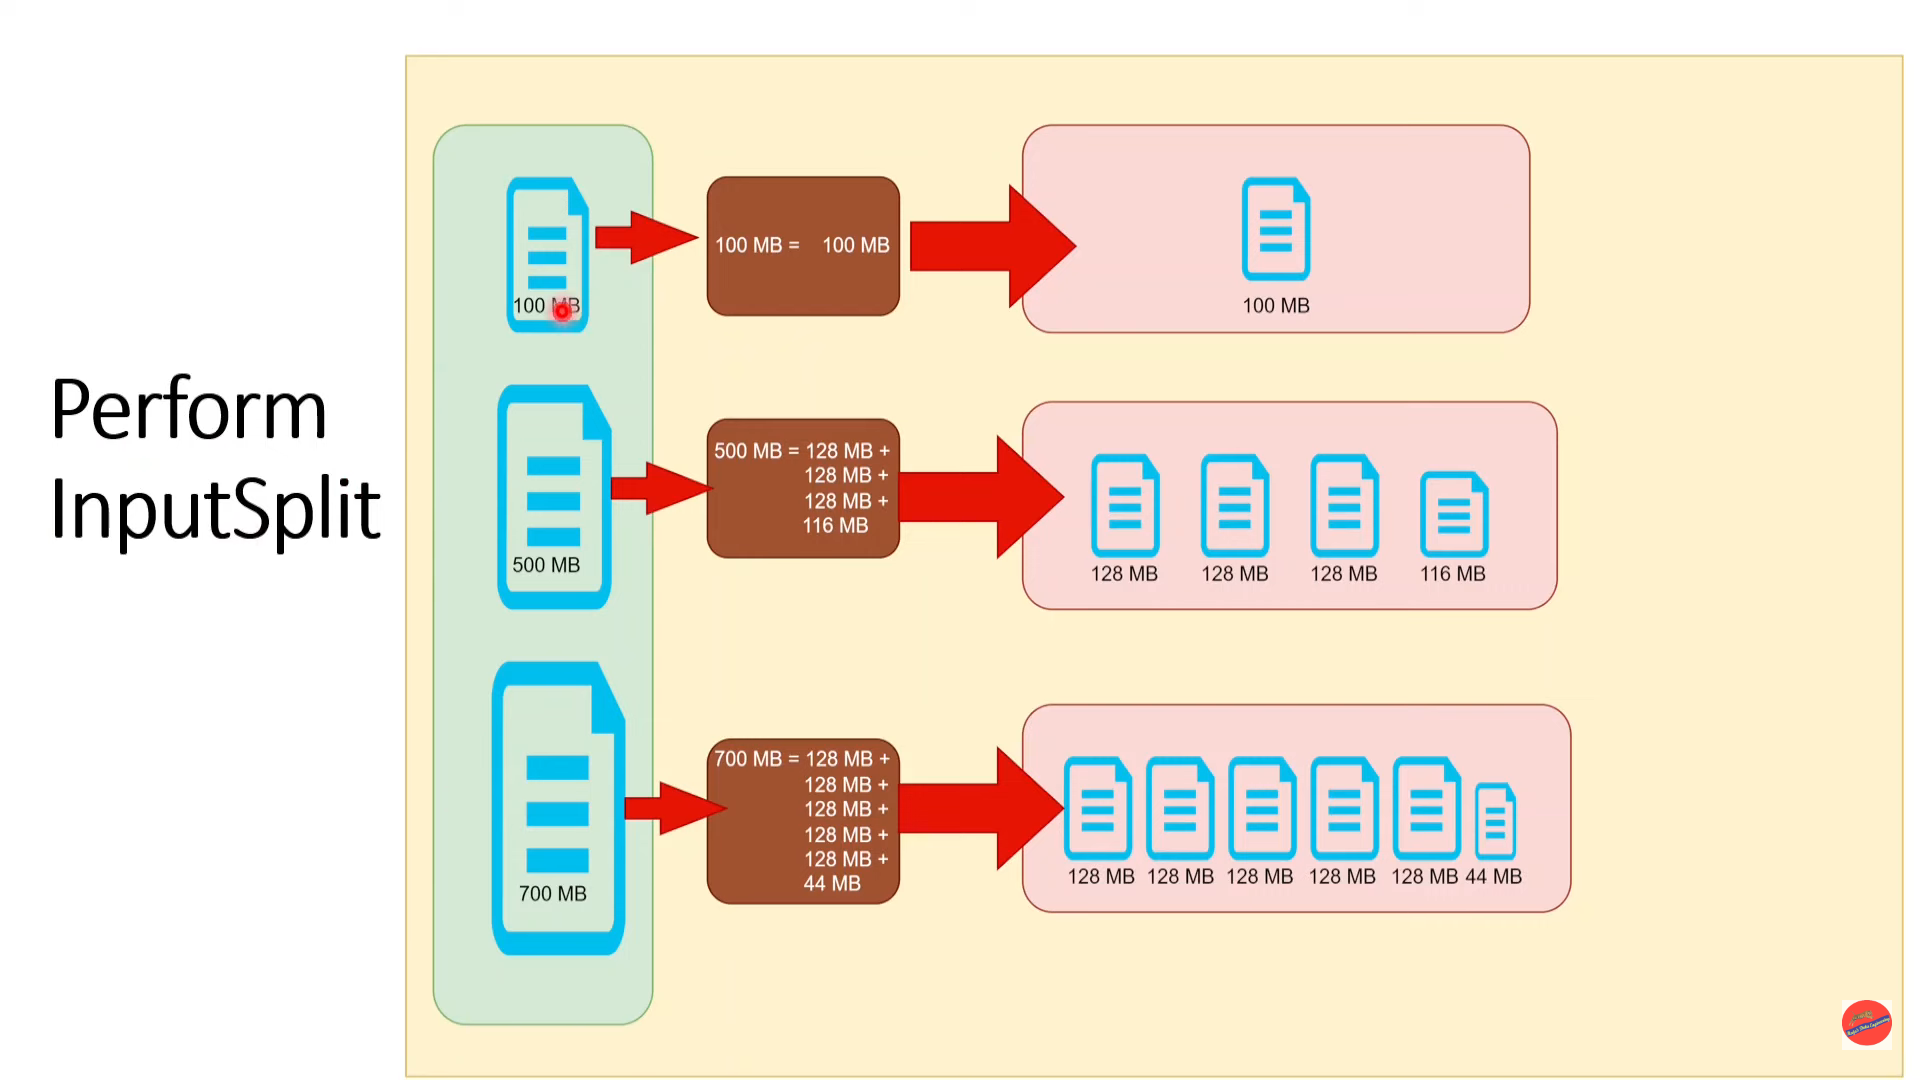 Perform
InputSplit
100 MB
100 MB = 100 MB
100 MB
500 MB
500 MB = 128 MB +
128 MB +
128 MB +
116 MB
128 MB 128 MB 128 MB 116 MB
700 MB
700 MB = 128 MB +
128 MB +
128 MB +
128 MB +
128 MB +
44 MB
128 MB 128 MB 128 MB 128 MB 128 MB 44 MB